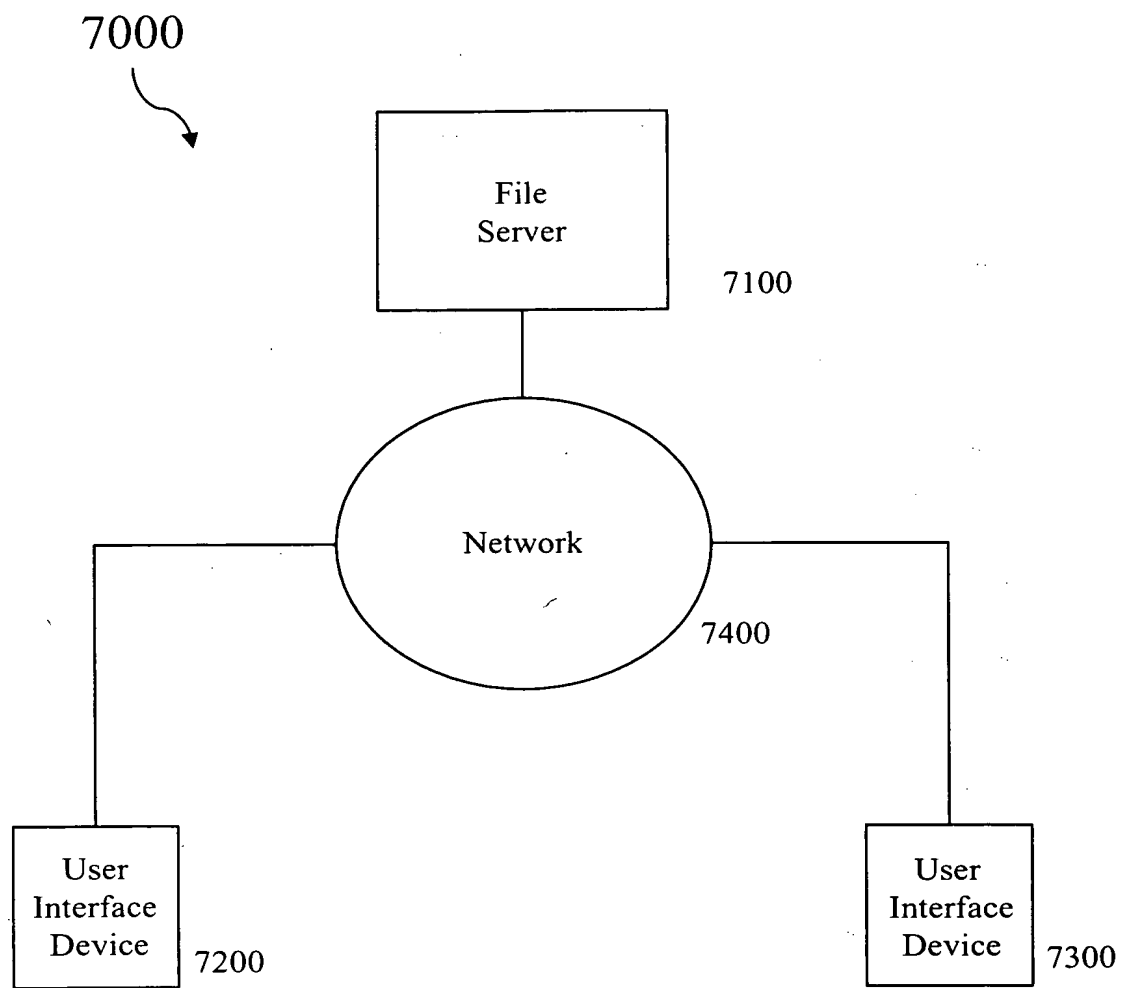 7000
File
Server
7100
Network
7400
User
Interface
Device
7200
User
Interface
Device
7300